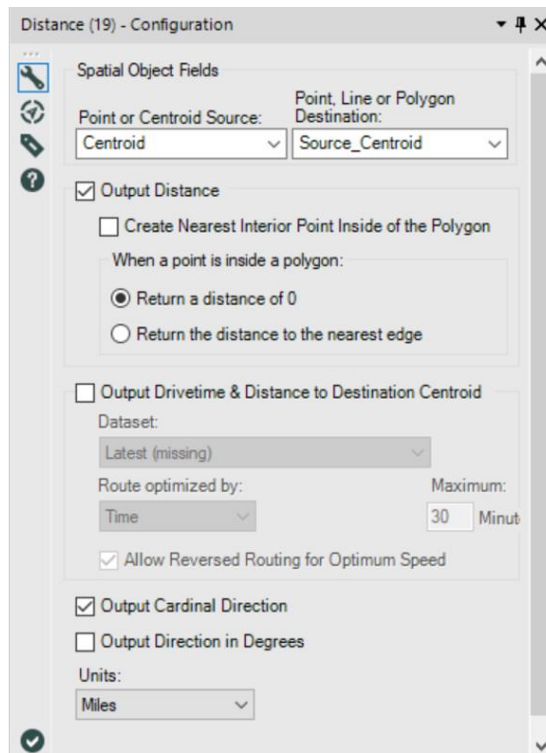 Distance (19) - Configuration
Spatial Object Fields
Point or Centroid Source:
Point, Line or Polygon
Destination:
Centroid
Source_Centroid
Output Distance
Create Nearest Interior Point Inside of the Polygon
When a point is inside a polygon:
Return a distance of 0
Return the distance to the nearest edge
Output Drivetime & Distance to Destination Centroid
Dataset:
Latest (missing)
Route optimized by:
Maximum:
Time
30
Minut
Allow Reversed Routing for Optimum Speed
Output Cardinal Direction
Output Direction in Degrees
Units:
Miles